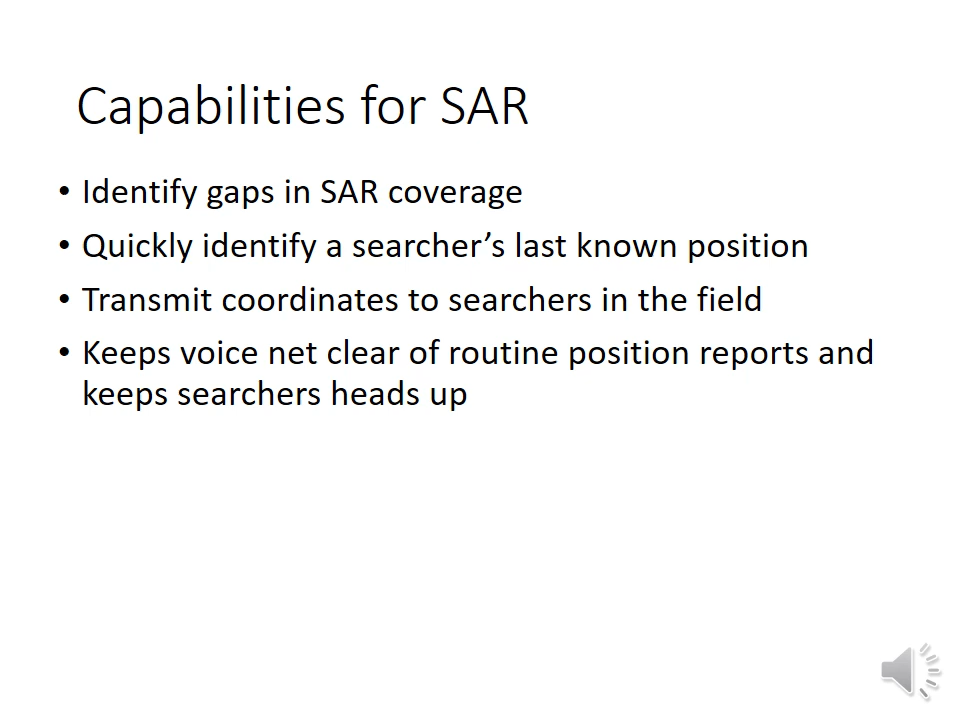 Capabilities for SAR
• Identify gaps in SAR coverage
• Quickly identify a searcher’s last known position
• Transmit coordinates to searchers in the field
• Keeps voice net clear of routine position reports and
keeps searchers heads up